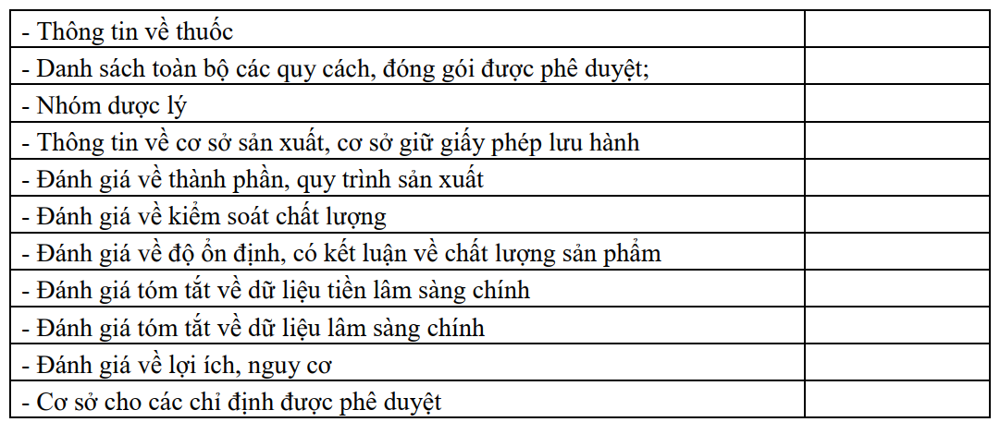 - Thông tin về thuốc
- Danh sách toàn bộ các quy cách, đóng gói được phê duyệt;
- Nhóm dược lý
- Thông tin về cơ sở sản xuất, cơ sở giữ giấy phép lưu hành
- Đánh giá về thành phần, quy trình sản xuất
- Đánh giá về kiểm soát chất lượng
- Đánh giá về độ ổn định, có kết luận về chất lượng sản phẩm
- Đánh giá tóm tắt về dữ liệu tiền lâm sàng chính
- Đánh giá tóm tắt về dữ liệu lâm sàng chính
- Đánh giá về lợi ích, nguy cơ
- Cơ sở cho các chỉ định được phê duyệt